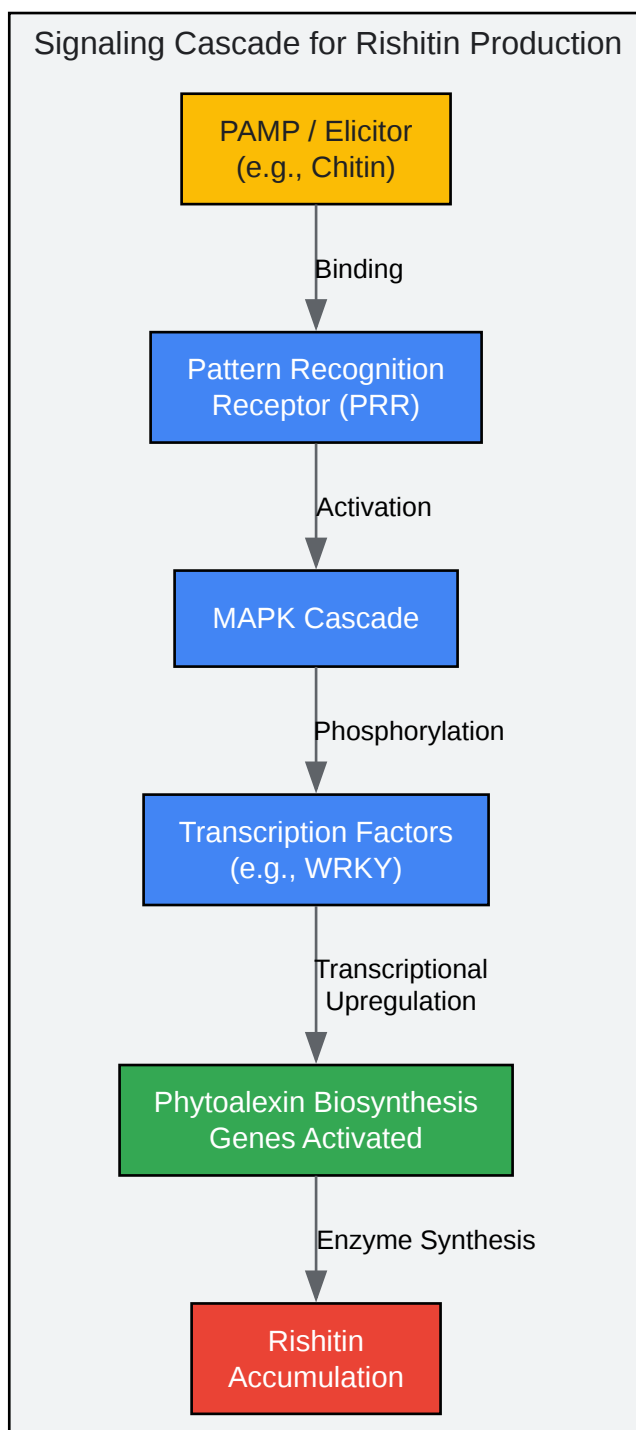 Signaling Cascade for Rishitin Production
PAMP / Elicitor
(e.g., Chitin)
Binding
Pattern Recognition
Receptor (PRR)
Activation
MAPK Cascade
Phosphorylation
Transcription Factors
(e.g., WRKY)
Transcriptional
Upregulation
Phytoalexin Biosynthesis
Genes Activated
Enzyme Synthesis
Rishitin
Accumulation